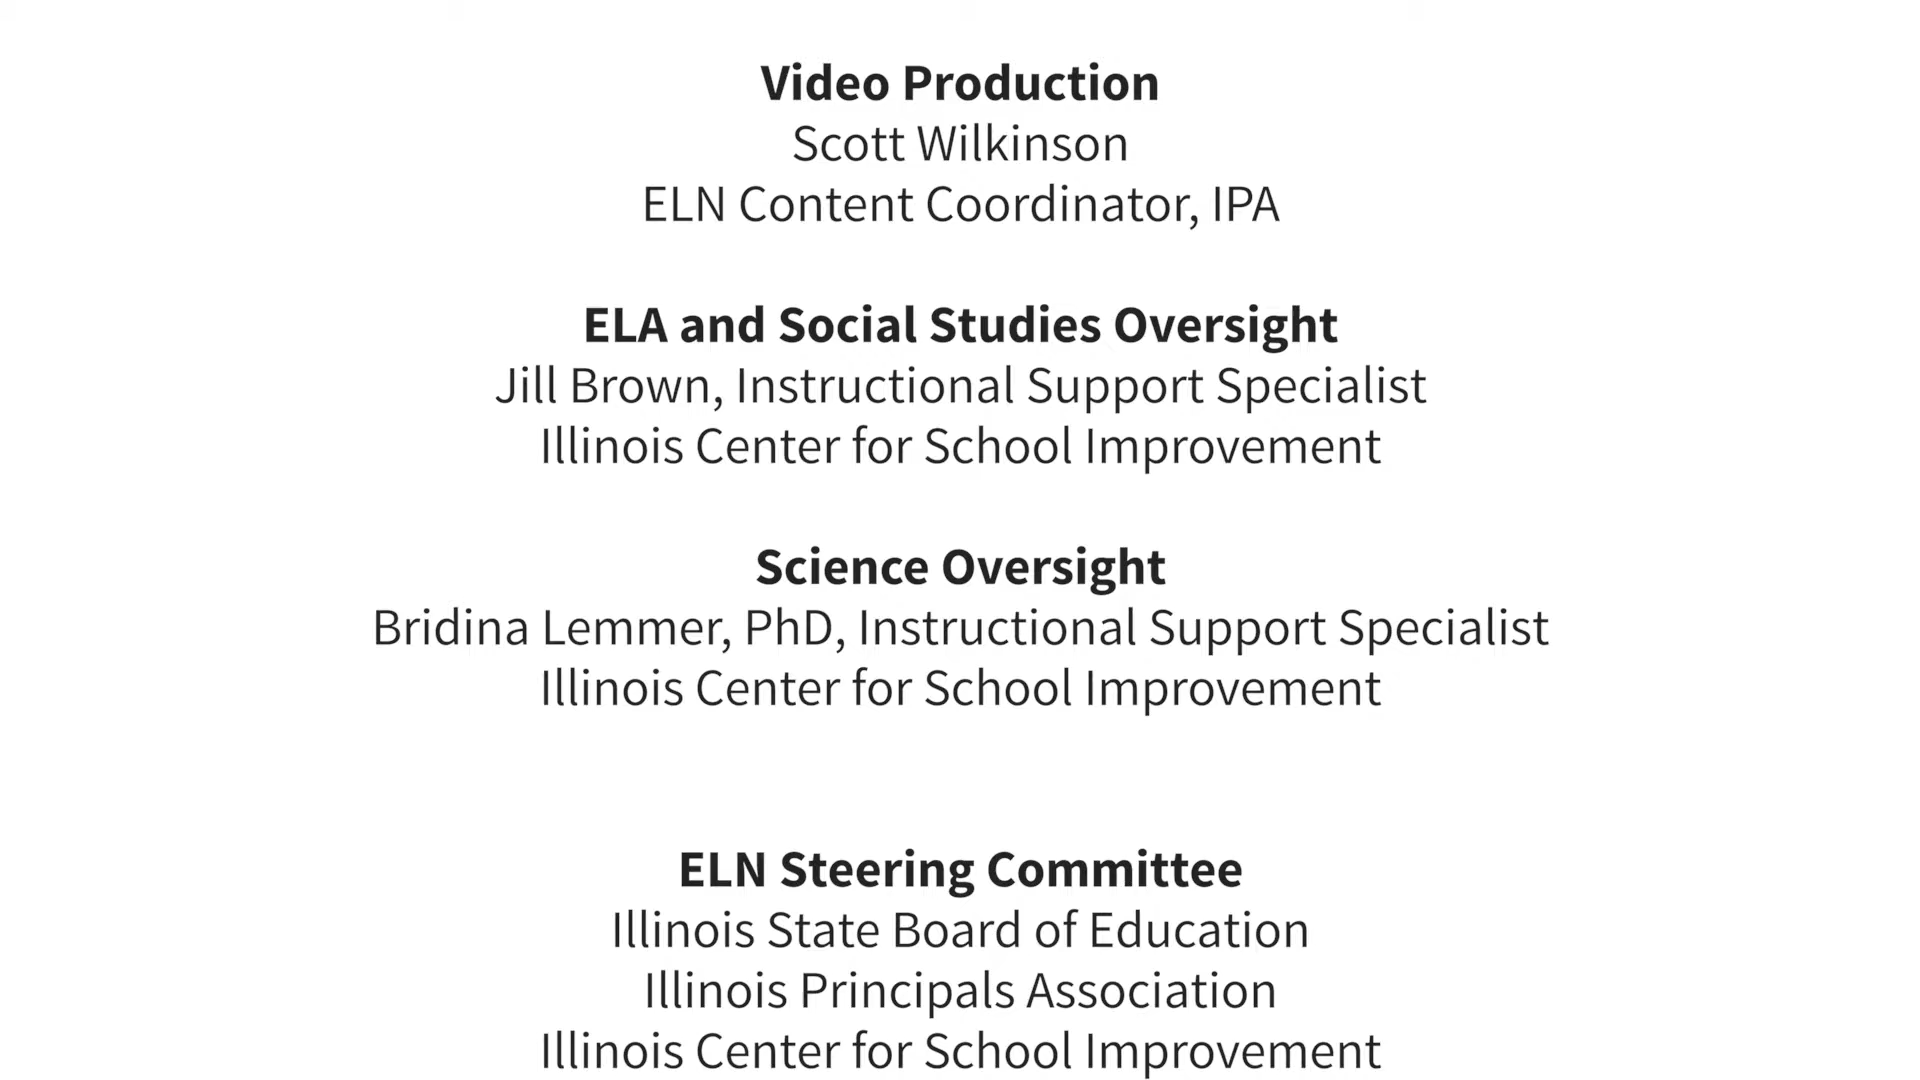 Video Production
Scott Wilkinson
ELN Content Coordinator, IPA
ELA and Social Studies Oversight
Jill Brown, Instructional Support Specialist
Illinois Center for School Improvement
Science Oversight
Bridina Lemmer, PhD, Instructional Support Specialist
Illinois Center for School Improvement
ELN Steering Committee
Illinois State Board of Education
Illinois Principals Association
Illinois Center for School Improvement